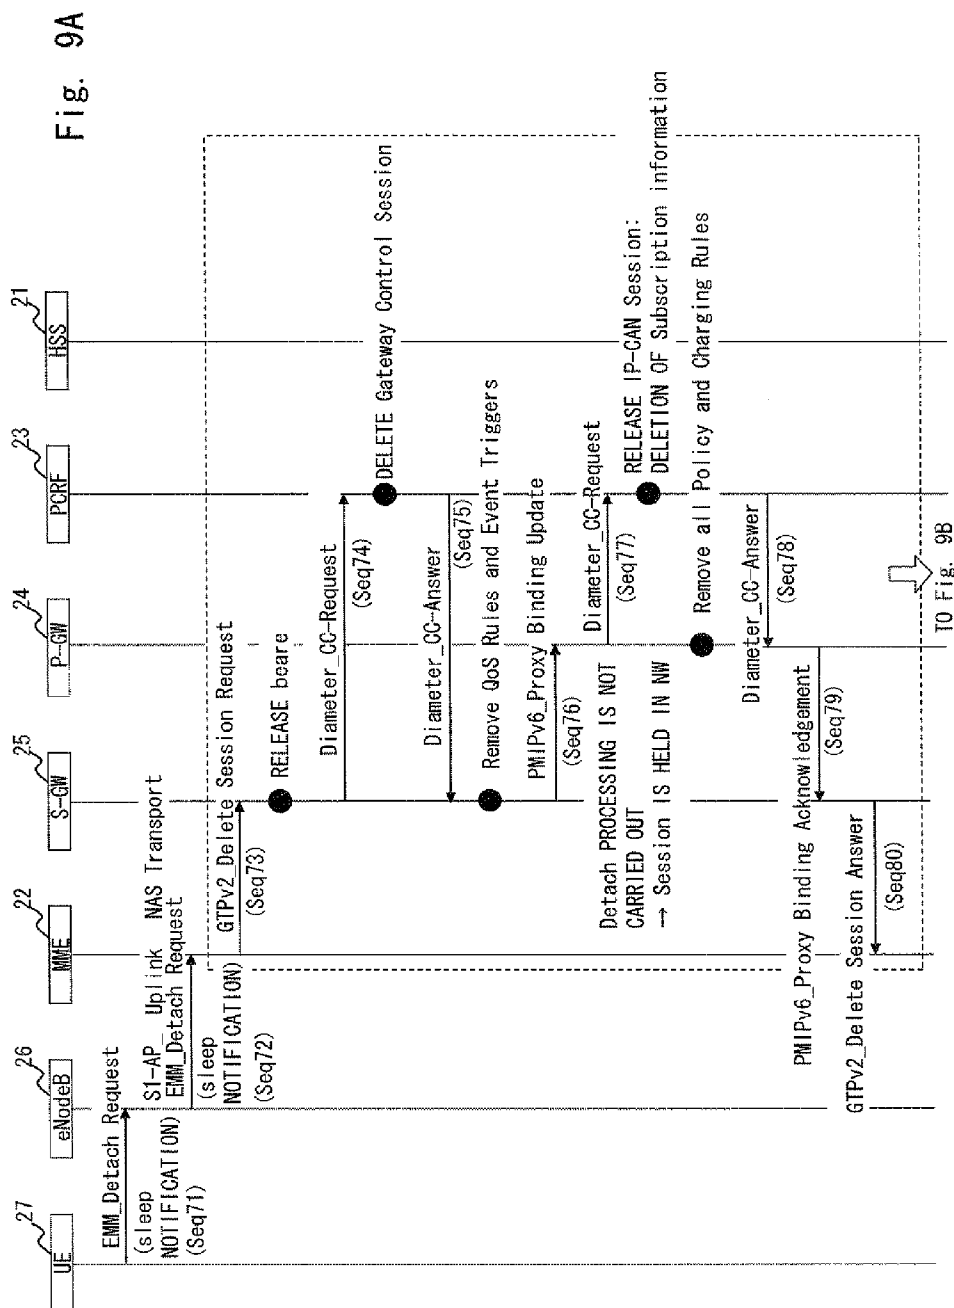 Fig. 9A
27
UE
26
eNodeB
22
MME
25
S-GW
24
P-GW
23
PCRF
21
HSS
EMM_Detach Request
(sleep
NOTIFICATION)
(Seq71)
S1-AP_ Uplink NAS Transport
EMM_Detach Request
(sleep
NOTIFICATION)
(Seq72)
GTPv2_Delete Session Request
(Seq73)
RELEASE beare
Diameter_CC-Request
(Seq74)
DELETE Gateway Control Session
Diameter_CC-Answer
(Seq75)
Remove QoS Rules and Event Triggers
PMIPv6_Proxy Binding Update
(Seq76)
Diameter_CC-Request
(Seq77)
Detach PROCESSING IS NOT
CARRIED OUT
→ Session IS HELD IN NW
RELEASE IP-CAN Session:
DELETION OF Subscription information
Remove all Policy and Charging Rules
Diameter_CC-Answer
(Seq78)
PMIPv6_Proxy Binding Acknowledgement
(Seq79)
GTPv2_Delete Session Answer
(Seq80)
TO Fig. 9B